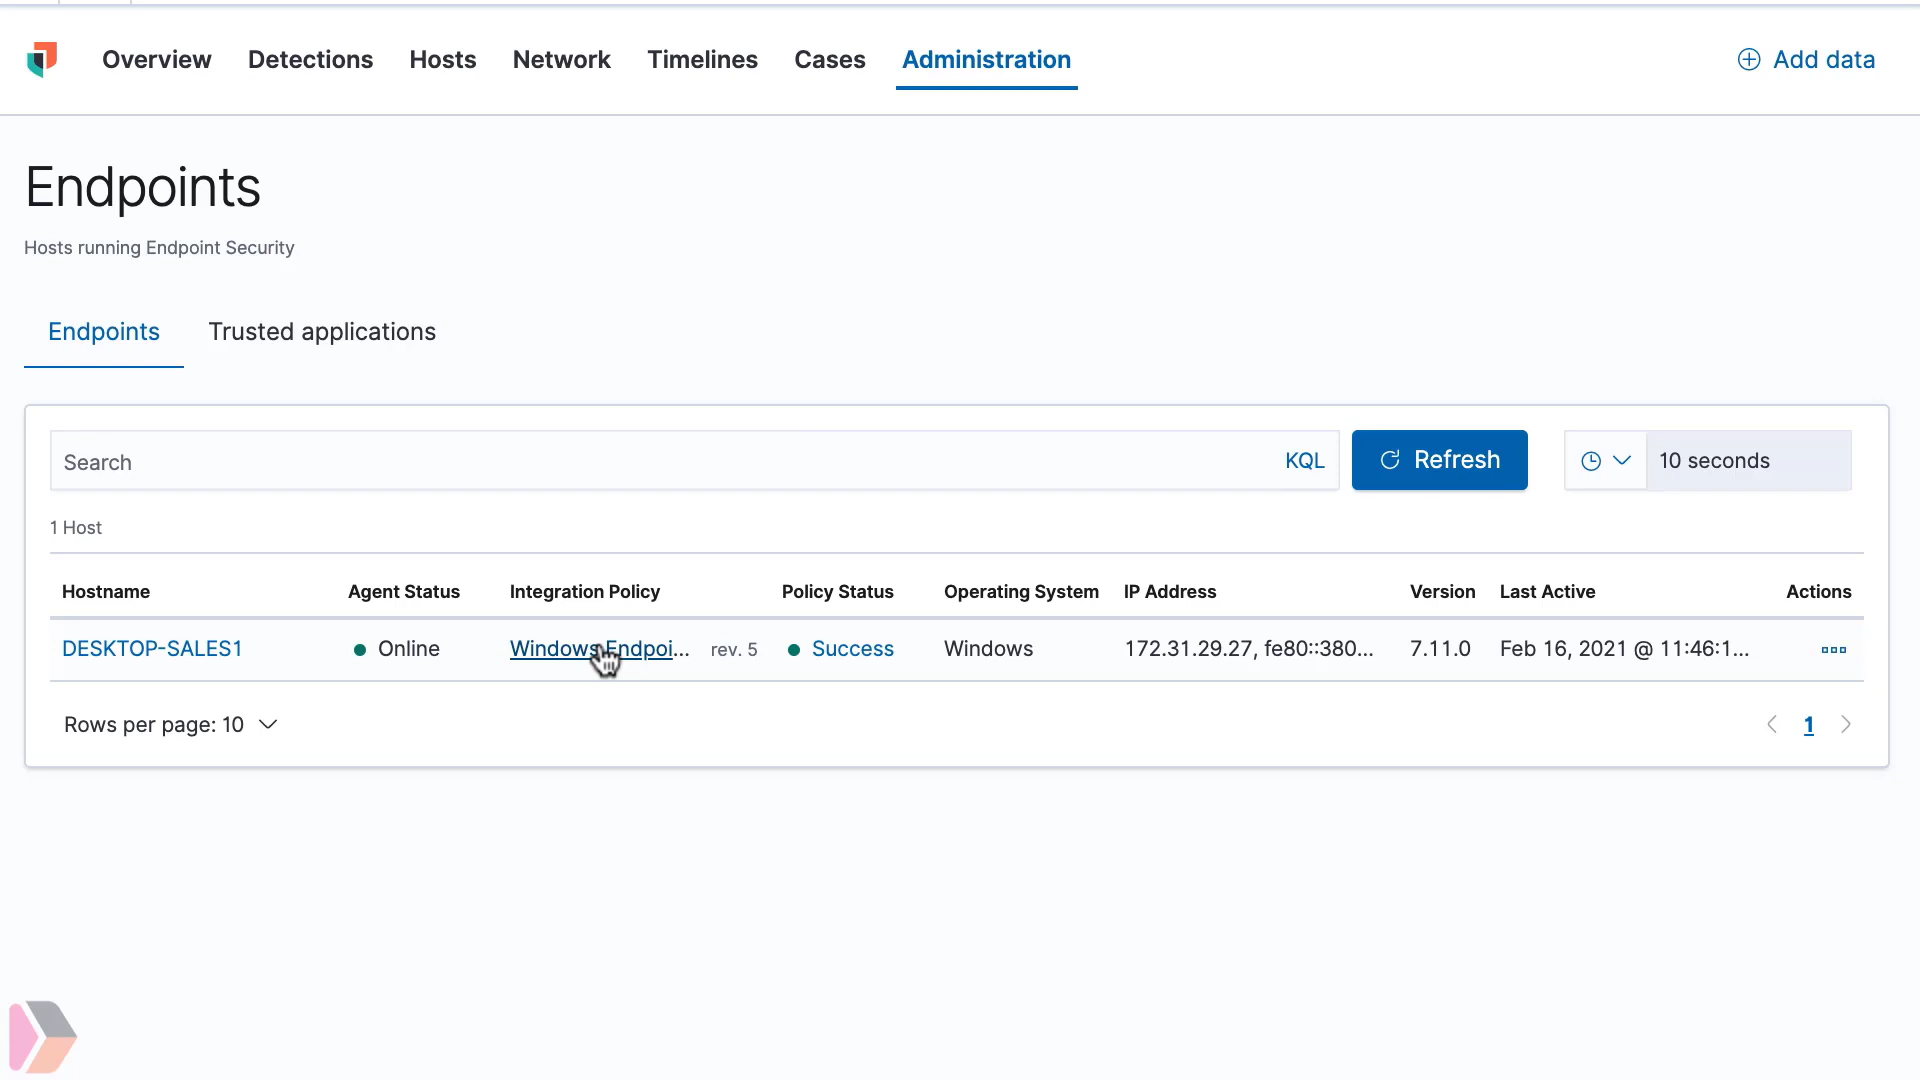 Overview Detections Hosts Network Timelines Cases Administration Add data
Endpoints
Hosts running Endpoint Security
Endpoints Trusted applications
Search KQL Refresh 10 seconds
1 Host
Hostname Agent Status Integration Policy Policy Status Operating System IP Address Version Last Active Actions
DESKTOP-SALES1 Online Windows Endpoi... rev. 5 Success Windows 172.31.29.27, fe80::380... 7.11.0 Feb 16, 2021 @ 11:46:1...
Rows per page: 10 1